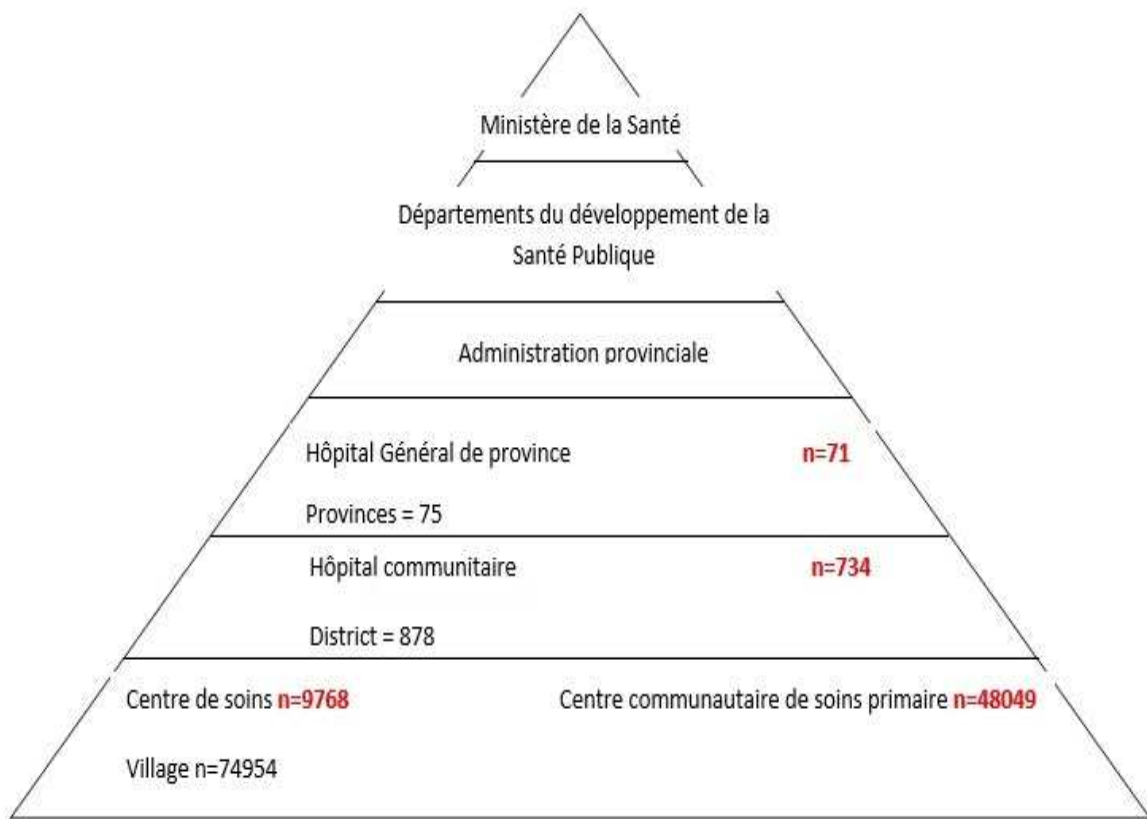 Ministère de la Santé
Départements du développement de la
Santé Publique
Administration provinciale
Hôpital Général de province n=71
Provinces = 75
Hôpital communitaire n=734
District = 878
Centre de soins n=9768 Centre communautaire de soins primaire n=48049
Village n=74954